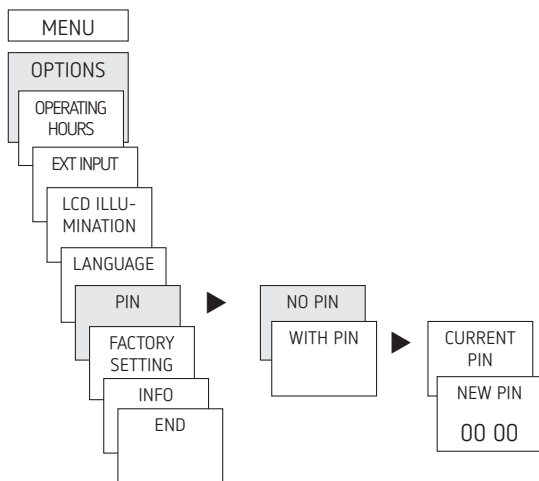 MENU
OPTIONS
OPERATING
HOURS
EXT INPUT
LCD ILLU-
MINATION
LANGUAGE
PIN
FACTORY
SETTING
INFO
END
NO PIN
WITH PIN
CURRENT
PIN
NEW PIN
00 00